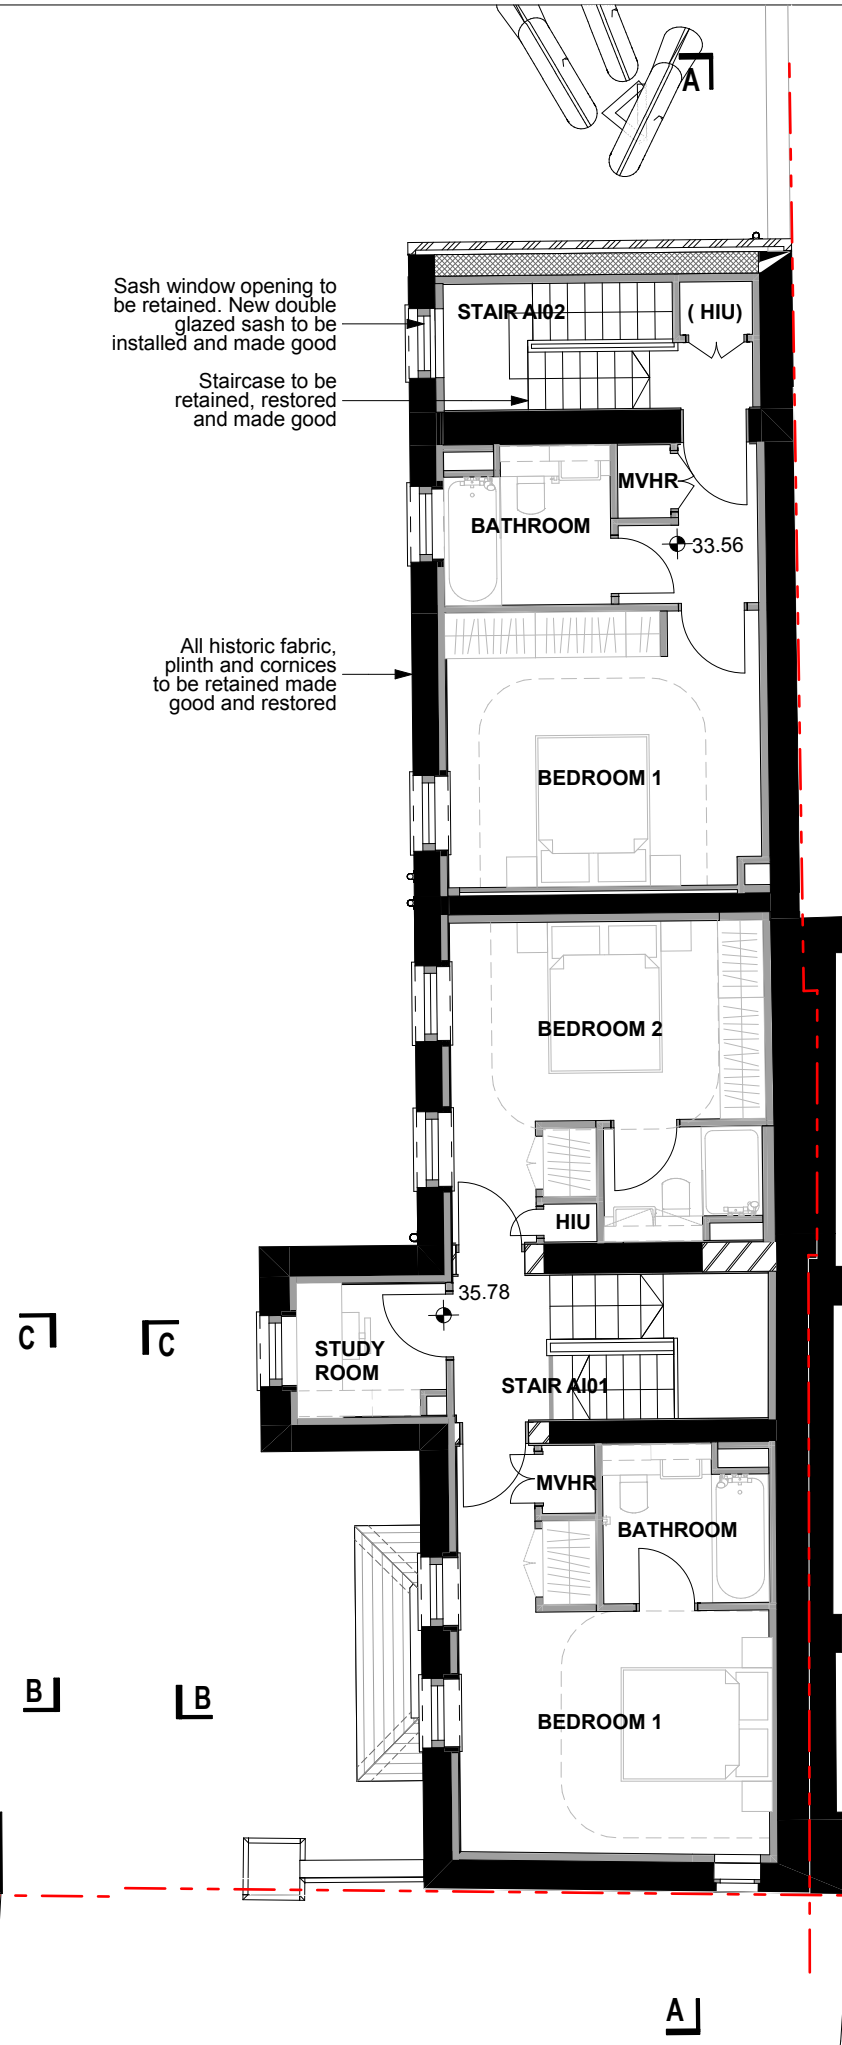 A
Sash window opening to
be retained. New double
glazed sash to be
installed and made good
STAIR AI02
( HIU)
Staircase to be
retained, restored
and made good
MVHR
BATHROOM
33.56
All historic fabric,
plinth and cornices
to be retained made
good and restored
BEDROOM 1
BEDROOM 2
HIU
35.78
C
C
STUDY
ROOM
STAIR AI01
MVHR
BATHROOM
B
B
BEDROOM 1
A